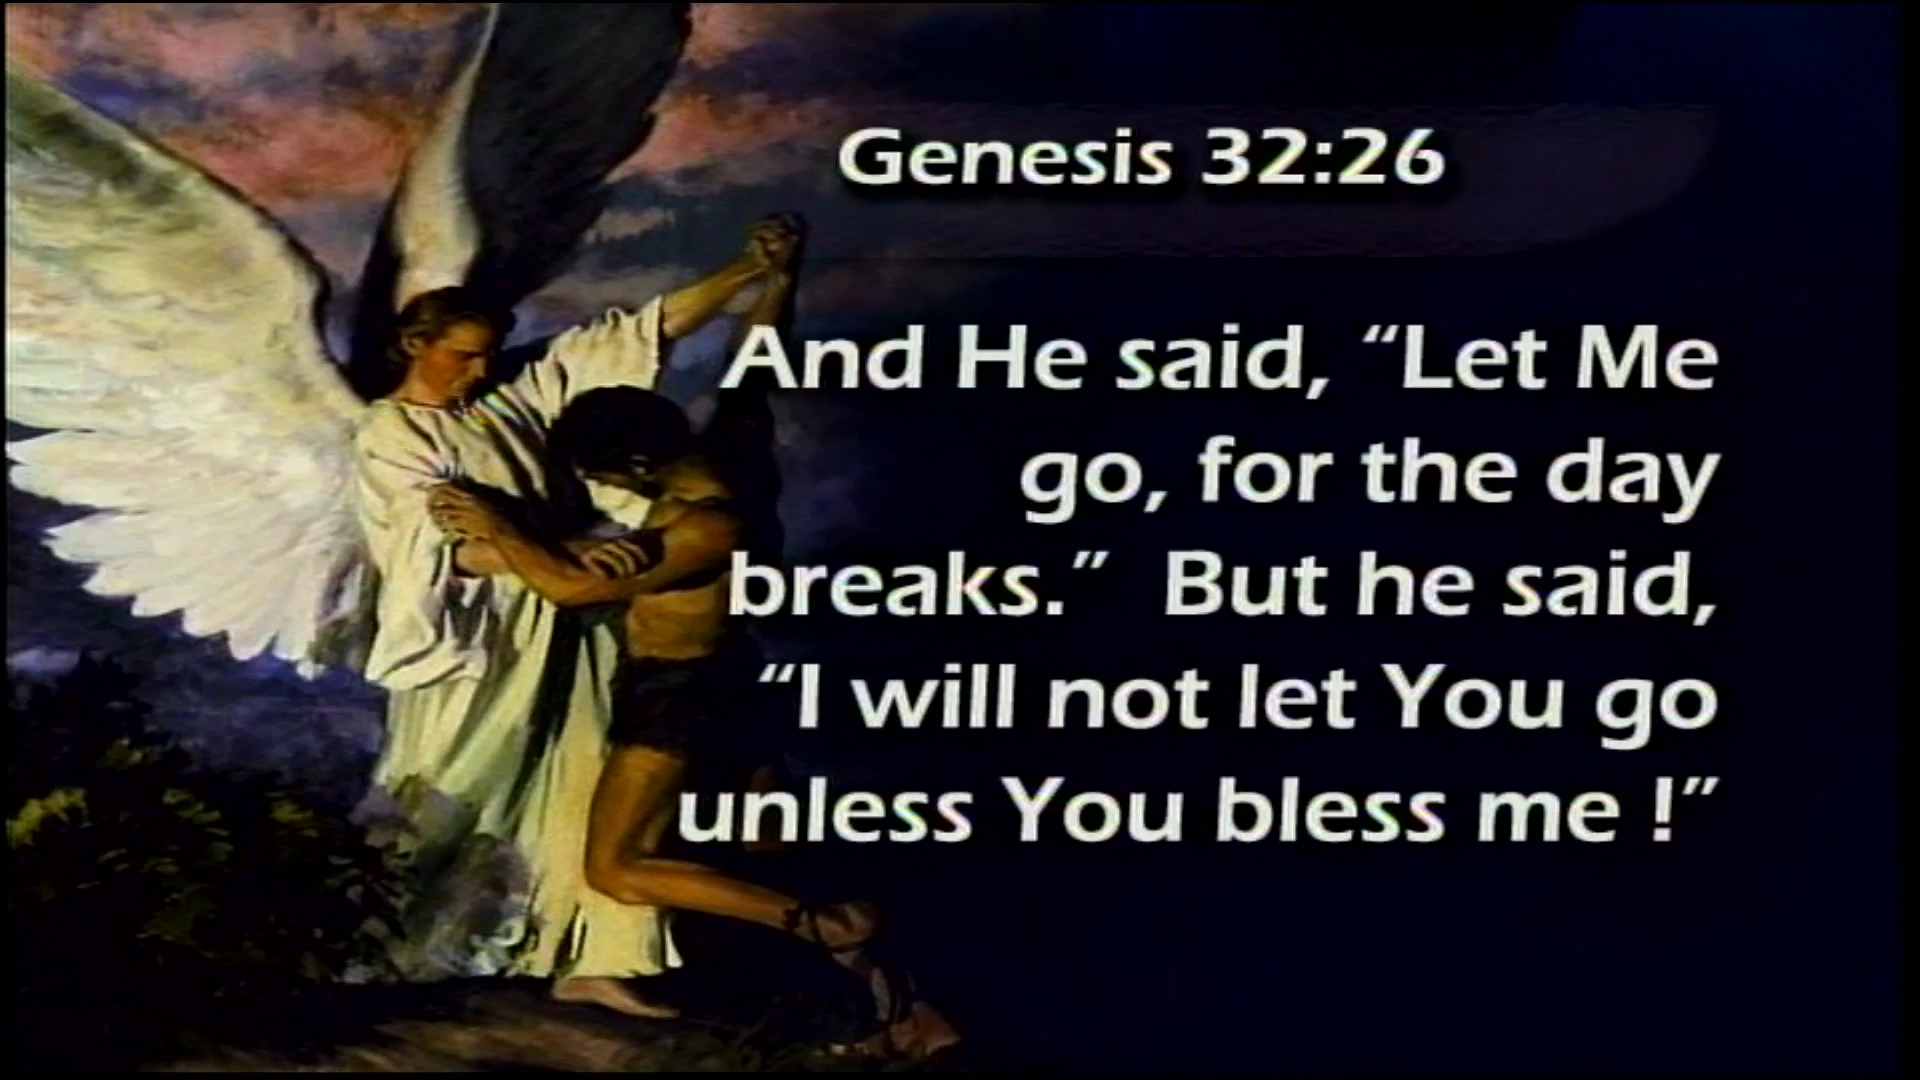 Genesis 32:26
And He said, “Let Me
go, for the day
breaks.”  But he said,
“I will not let You go
unless You bless me !”